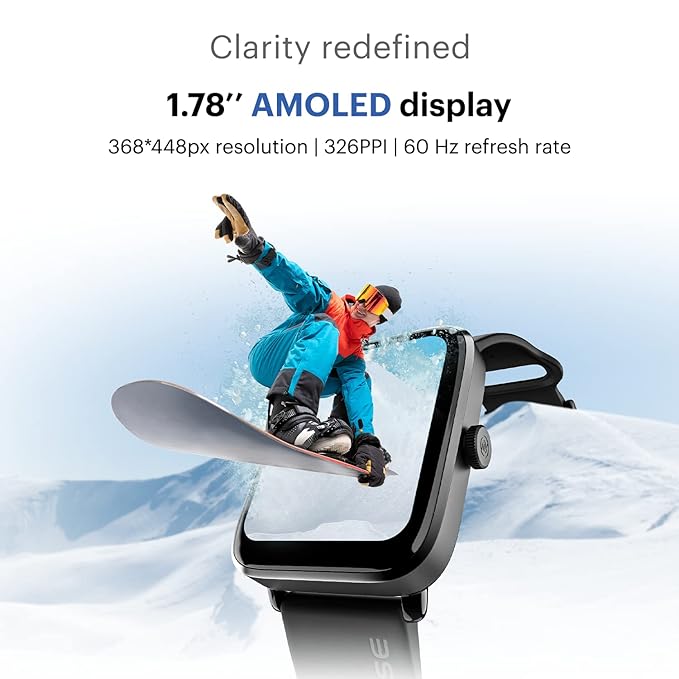 Clarity redefined
1.78’’ AMOLED display
368*448px resolution | 326PPI | 60 Hz refresh rate